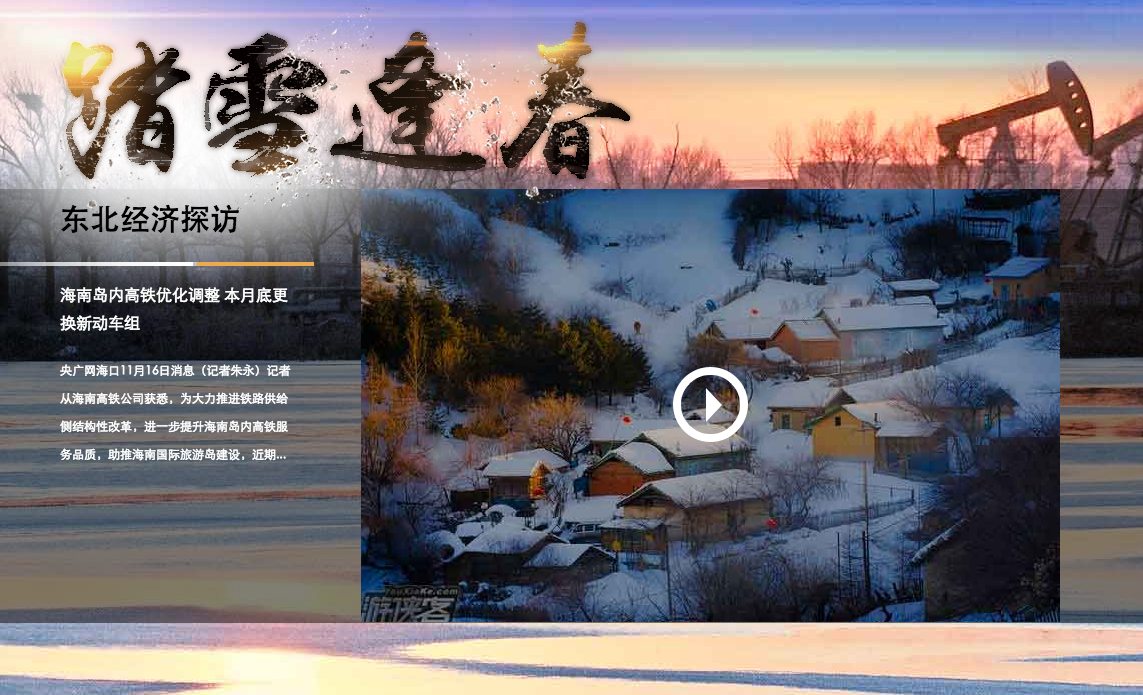 踏雪逢春
东北经济探访
海南岛内高铁优化调整 本月底更
换新动车组
央广网海口11月16日消息（记者朱永）记者
从海南高铁公司获悉，为大力推进铁路供给
侧结构性改革，进一步提升海南岛内高铁服
务品质，助推海南国际旅游岛建设，近期...
YouXiaKe.com
游侠客